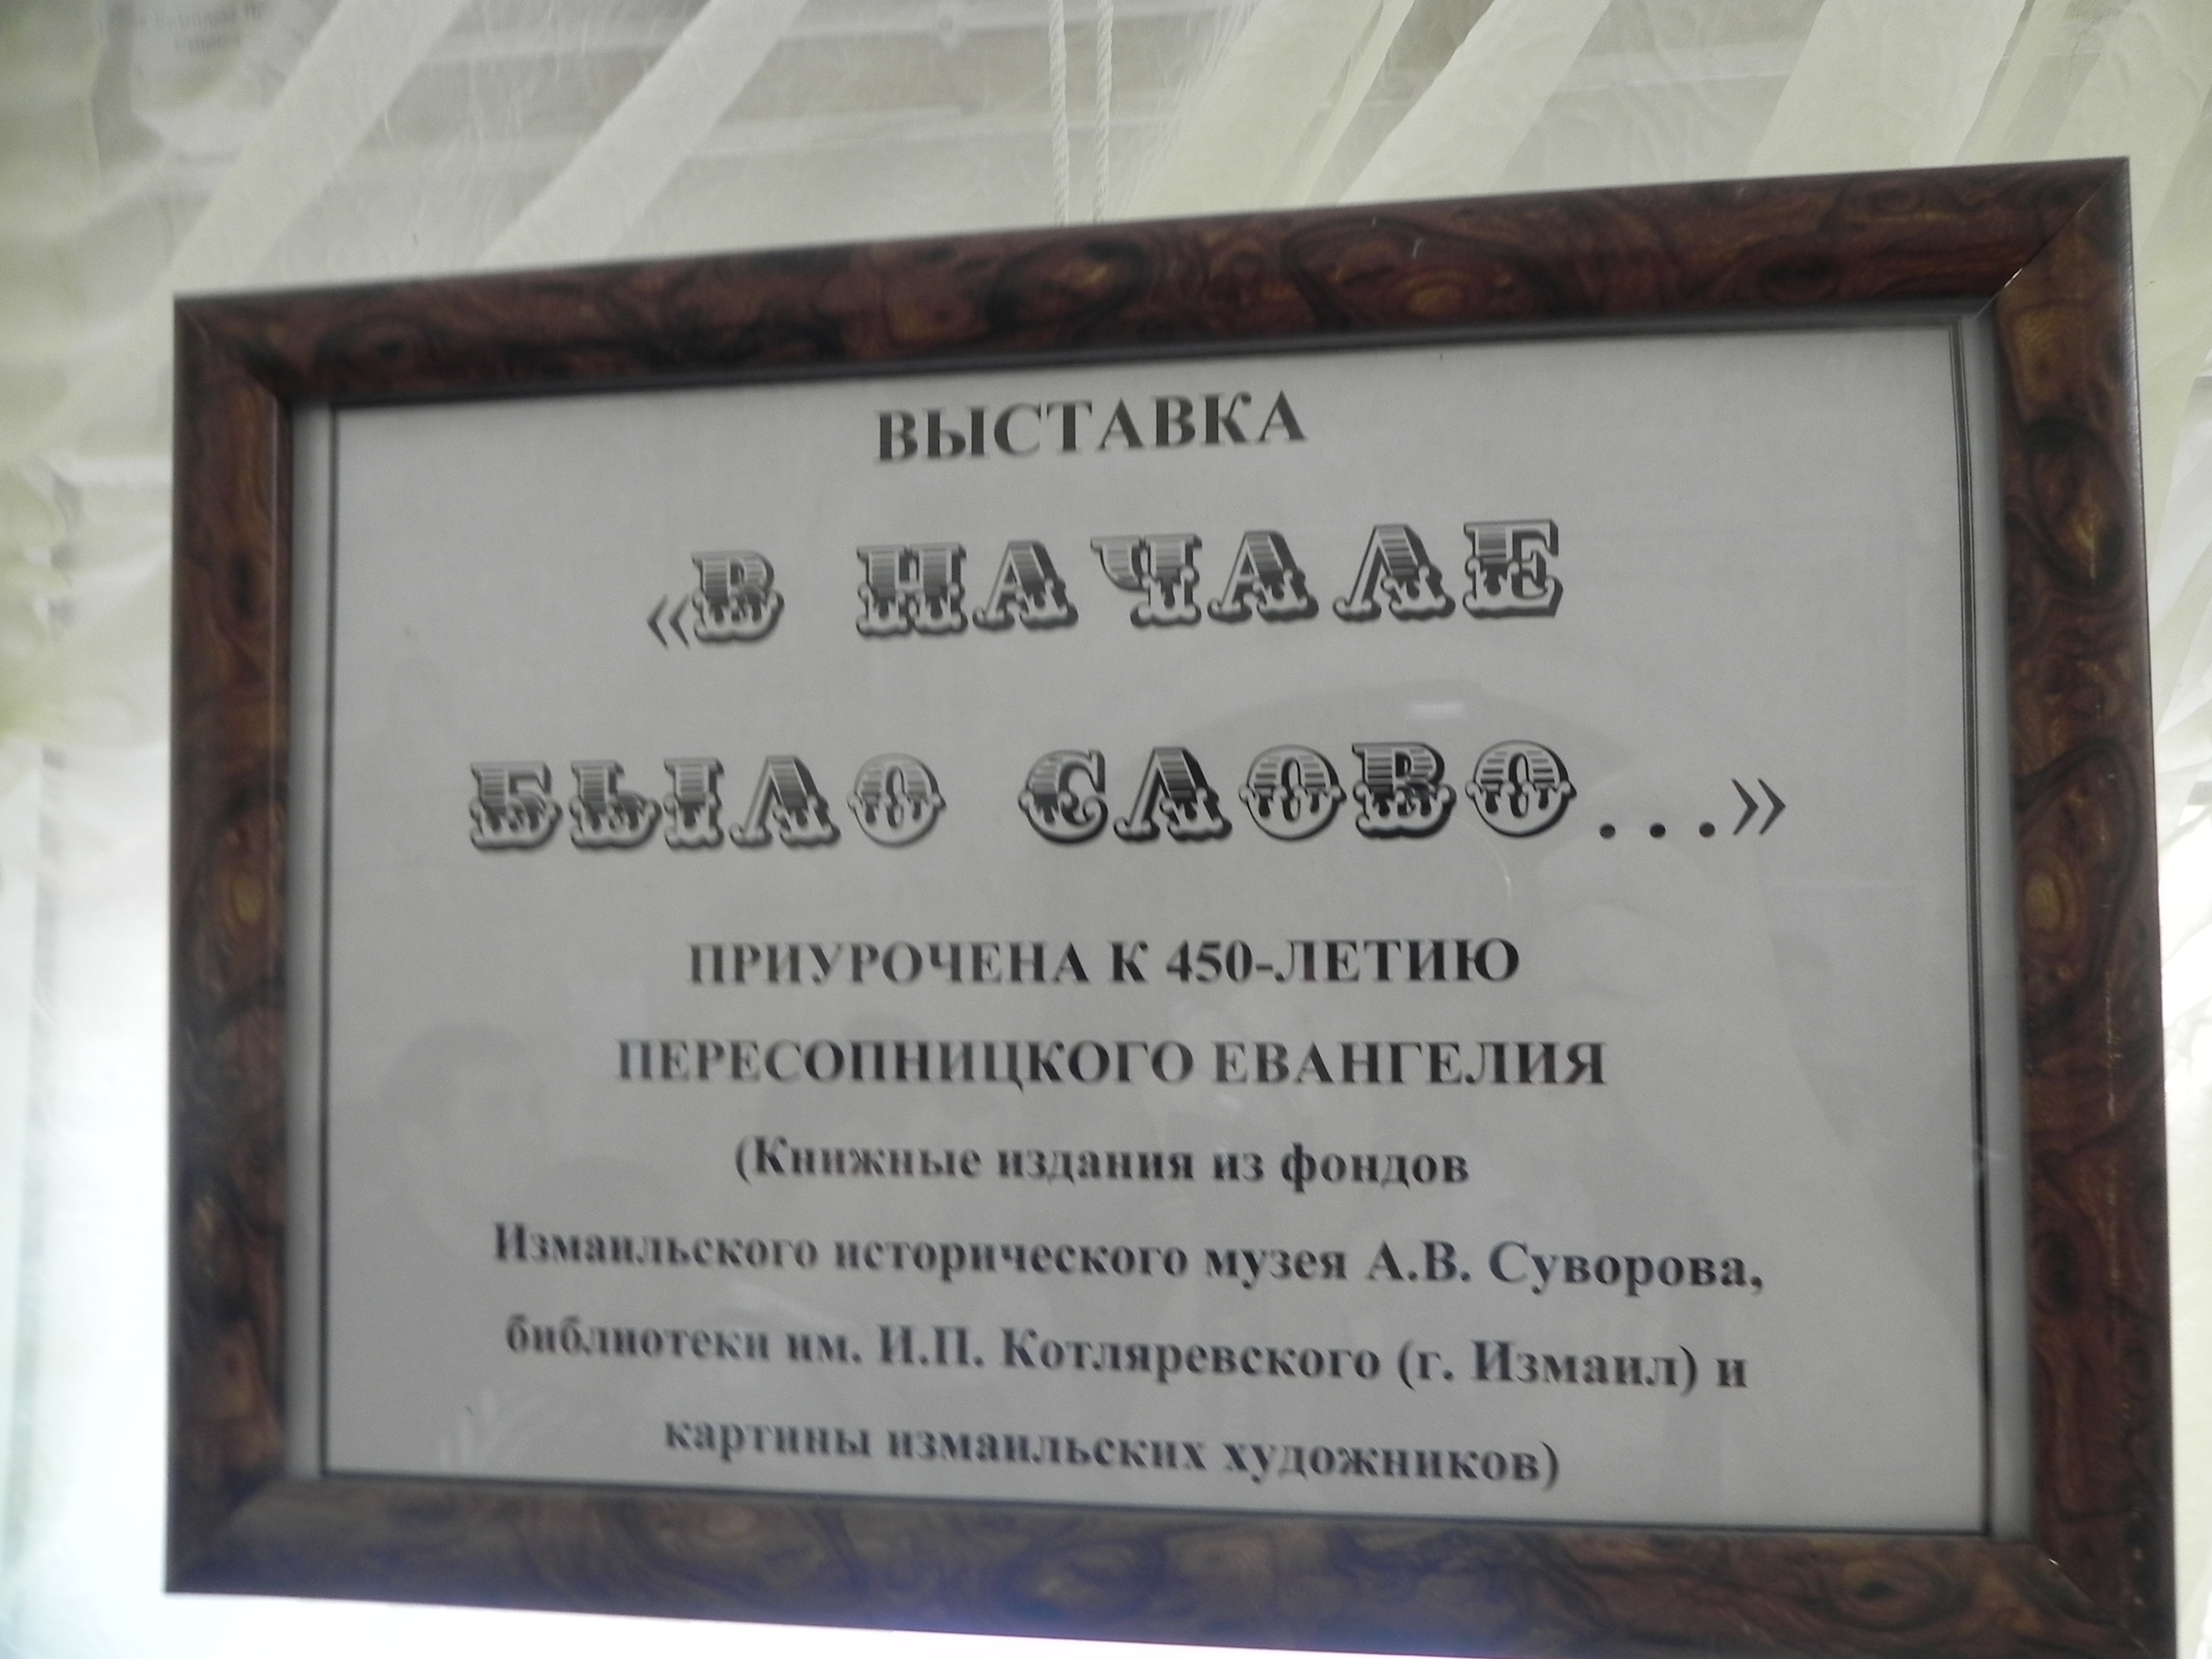 ВЫСТАВКА
«В НАЧАЛЕ
БЫЛО СЛОВО...»
ПРИУРОЧЕНА К 450-ЛЕТИЮ
ПЕРЕСОПНИЦКОГО ЕВАНГЕЛИЯ
(Книжные издания из фондов
Измаильского исторического музея А.В. Суворова,
библиотеки им. И.П. Котляревского (г. Измаил) и
картины измаильских художников)